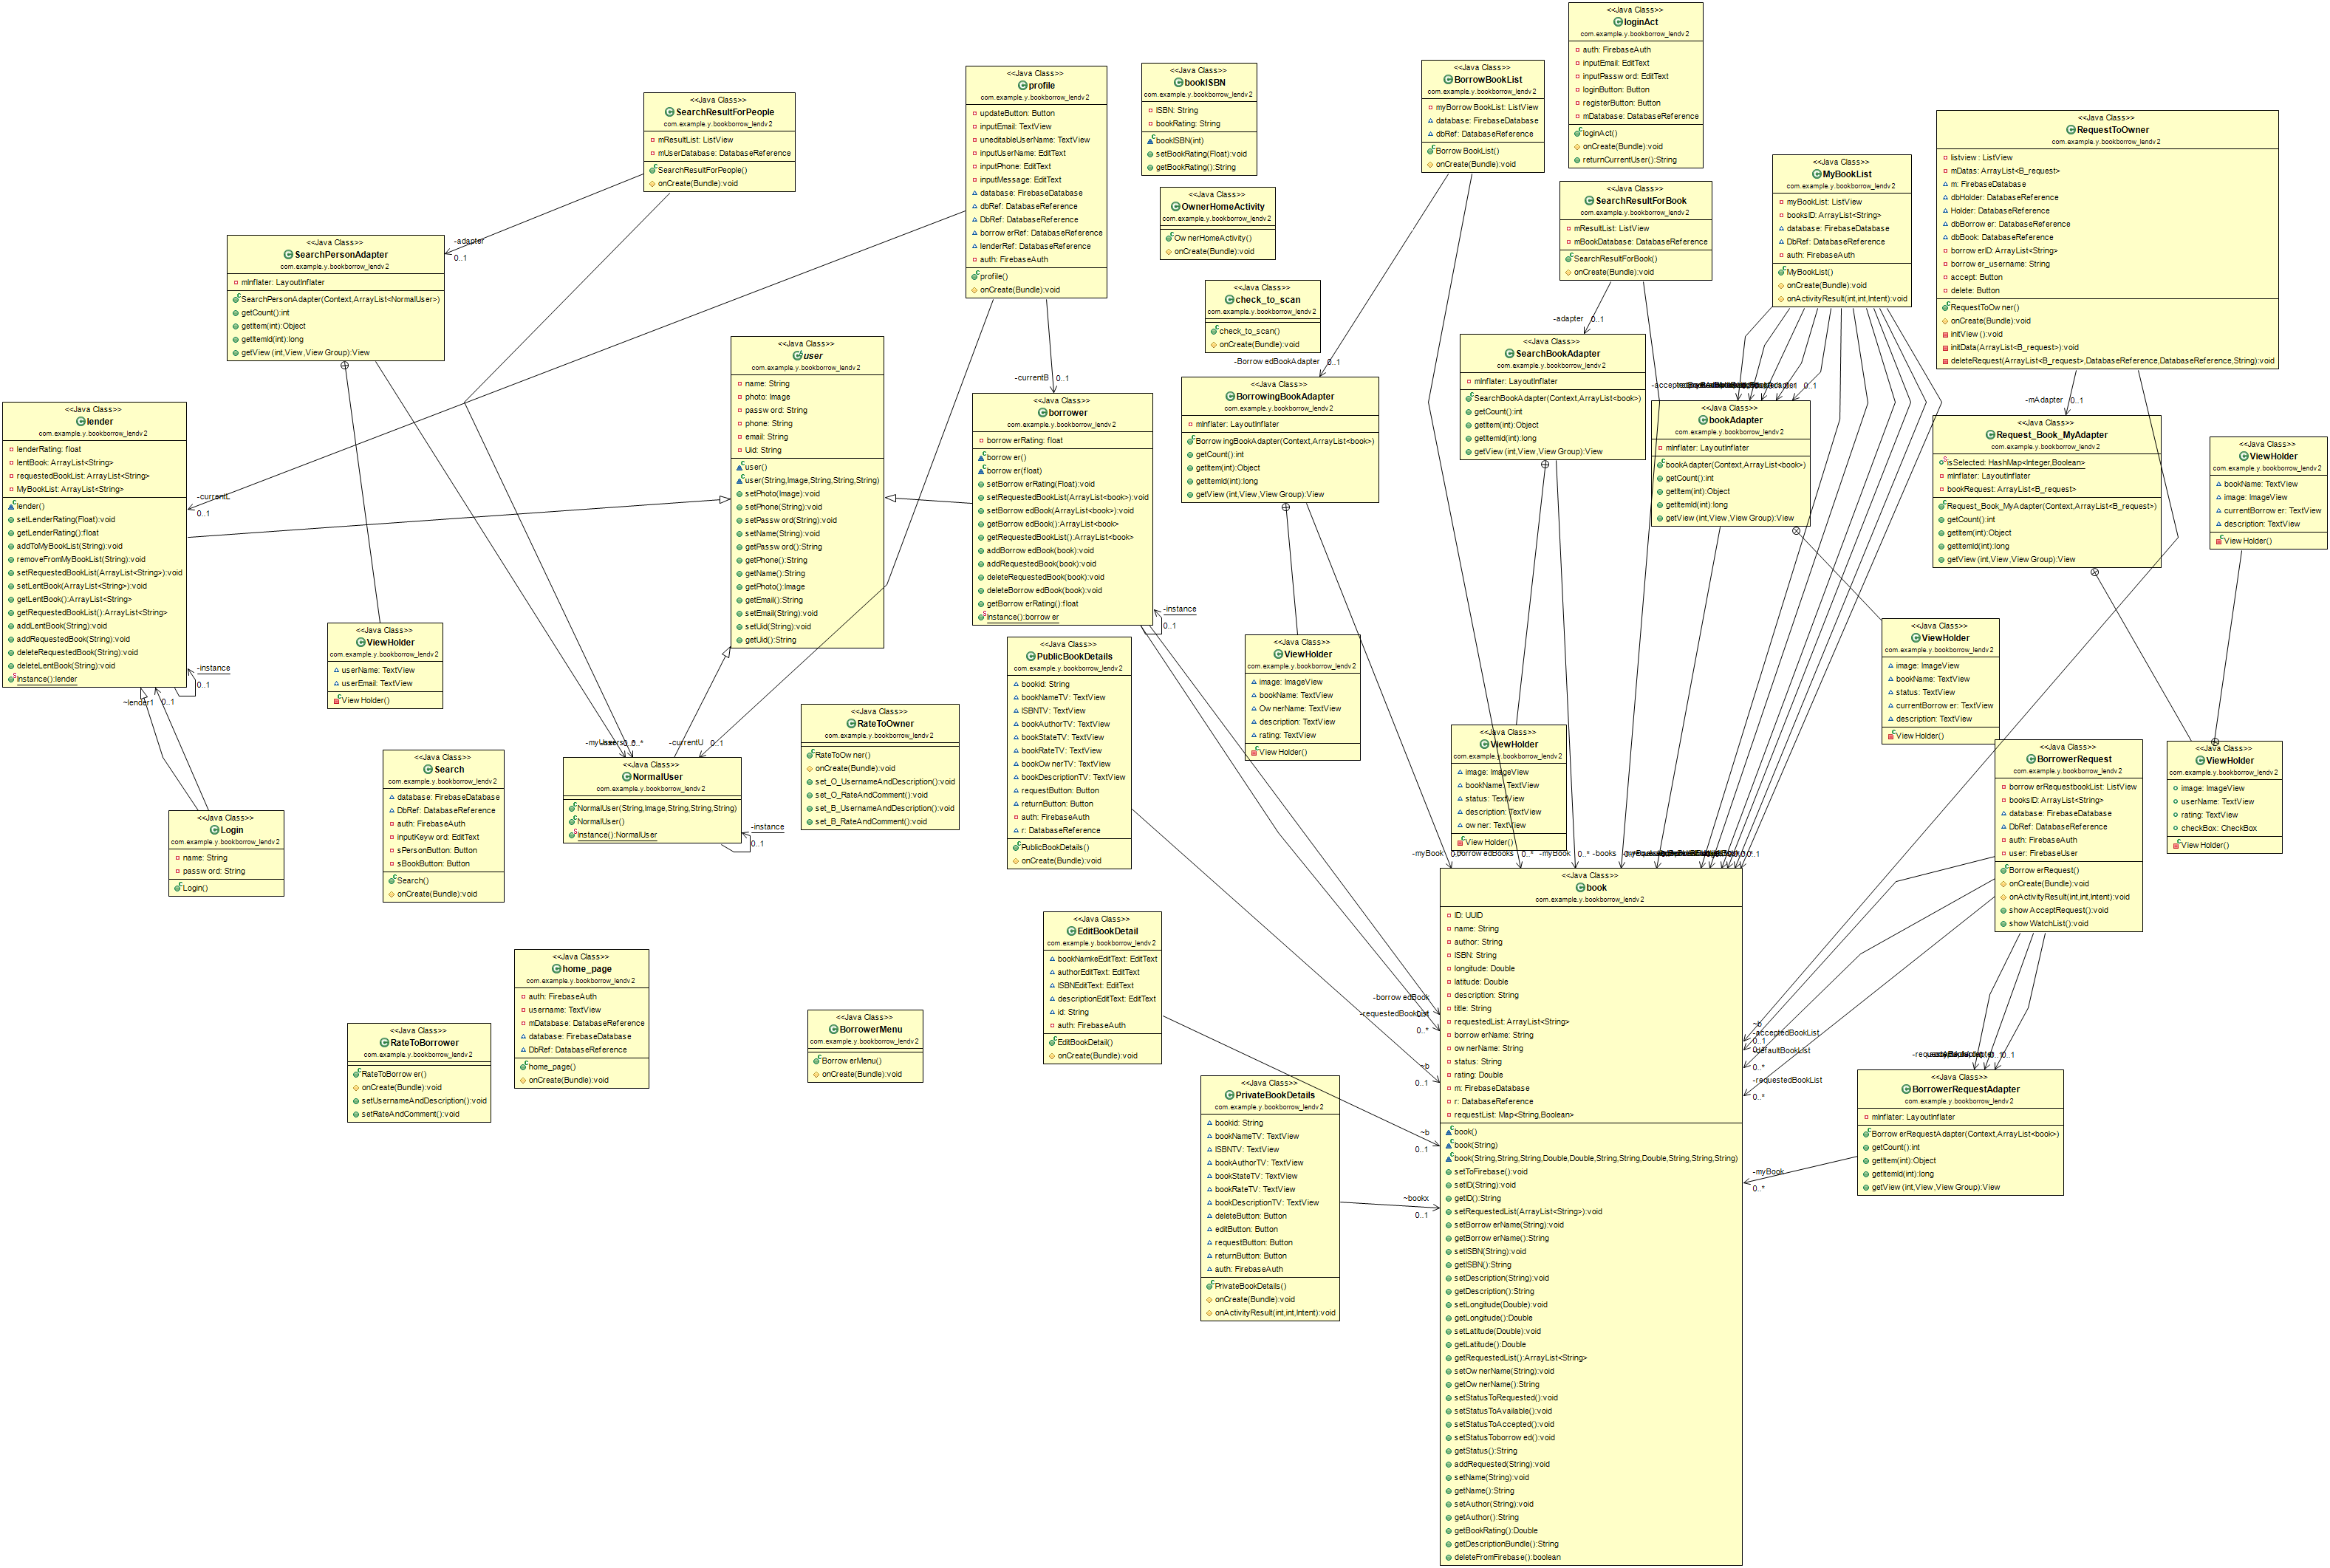 <<Java Class>>
loginAct
com.example.y.bookborrow_lendv2
auth: FirebaseAuth
inputEmail: EditText
inputPassword: EditText
loginButton: Button
registerButton: Button
mDatabase: DatabaseReference
loginAct()
onCreate(Bundle):void
returnCurrentUser():String
<<Java Class>>
BorrowBookList
com.example.y.bookborrow_lendv2
myBorrowBookList: ListView
database: FirebaseDatabase
dbRef: DatabaseReference
BorrowBookList()
onCreate(Bundle):void
<<Java Class>>
bookISBN
com.example.y.bookborrow_lendv2
ISBN: String
bookRating: String
bookISBN(int)
setBookRating(Float):void
getBookRating():String
<<Java Class>>
profile
com.example.y.bookborrow_lendv2
updateButton: Button
inputEmail: TextView
uneditableUserName: TextView
inputUserName: EditText
inputPhone: EditText
inputMessage: EditText
database: FirebaseDatabase
dbRef: DatabaseReference
DbRef: DatabaseReference
borrowerRef: DatabaseReference
lenderRef: DatabaseReference
auth: FirebaseAuth
profile()
onCreate(Bundle):void
<<Java Class>>
SearchResultForPeople
com.example.y.bookborrow_lendv2
mResultList: ListView
mUserDatabase: DatabaseReference
SearchResultForPeople()
onCreate(Bundle):void
<<Java Class>>
RequestToOwner
com.example.y.bookborrow_lendv2
listview: ListView
mDatas: ArrayList<B_request>
m: FirebaseDatabase
dbHolder: DatabaseReference
Holder: DatabaseReference
dbBorrower: DatabaseReference
dbBook: DatabaseReference
borrowerID: ArrayList<String>
borrower_username: String
accept: Button
delete: Button
RequestToOwner()
onCreate(Bundle):void
initView():void
initData(ArrayList<B_request>):void
deleteRequest(ArrayList<B_request>,DatabaseReference,DatabaseReference,String):void
<<Java Class>>
MyBookList
com.example.y.bookborrow_lendv2
myBookList: ListView
booksID: ArrayList<String>
database: FirebaseDatabase
DbRef: DatabaseReference
auth: FirebaseAuth
MyBookList()
onCreate(Bundle):void
onActivityResult(int,int,Intent):void
<<Java Class>>
SearchResultForBook
com.example.y.bookborrow_lendv2
mResultList: ListView
mBookDatabase: DatabaseReference
SearchResultForBook()
onCreate(Bundle):void
<<Java Class>>
OwnerHomeActivity
com.example.y.bookborrow_lendv2
OwnerHomeActivity()
onCreate(Bundle):void
<<Java Class>>
SearchPersonAdapter
com.example.y.bookborrow_lendv2
mInflater: LayoutInflater
SearchPersonAdapter(Context,ArrayList<NormalUser>)
getCount():int
getItem(int):Object
getItemId(int):long
getView(int,View,ViewGroup):View
-adapter
0..1
<<Java Class>>
check_to_scan
com.example.y.bookborrow_lendv2
check_to_scan()
onCreate(Bundle):void
-adapter
0..1
<<Java Class>>
user
com.example.y.bookborrow_lendv2
name: String
photo: Image
password: String
phone: String
email: String
Uid: String
user()
user(String,Image,String,String,String)
setPhoto(Image):void
setPhone(String):void
setPassword(String):void
setName(String):void
getPassword():String
getPhone():String
getName():String
getPhoto():Image
getEmail():String
setEmail(String):void
setUid(String):void
getUid():String
<<Java Class>>
SearchBookAdapter
com.example.y.bookborrow_lendv2
mInflater: LayoutInflater
SearchBookAdapter(Context,ArrayList<book>)
getCount():int
getItem(int):Object
getItemId(int):long
getView(int,View,ViewGroup):View
-BorrowedBookAdapter
0..1
<<Java Class>>
BorrowingBookAdapter
com.example.y.bookborrow_lendv2
mInflater: LayoutInflater
BorrowingBookAdapter(Context,ArrayList<book>)
getCount():int
getItem(int):Object
getItemId(int):long
getView(int,View,ViewGroup):View
-currentB
0..1
<<Java Class>>
borrower
com.example.y.bookborrow_lendv2
borrowerRating: float
borrower()
borrower(float)
setBorrowerRating(Float):void
setRequestedBookList(ArrayList<book>):void
setBorrowedBook(ArrayList<book>):void
getBorrowedBook():ArrayList<book>
getRequestedBookList():ArrayList<book>
addBorrowedBook(book):void
addRequestedBook(book):void
deleteRequestedBook(book):void
deleteBorrowedBook(book):void
getBorrowerRating():float
Instance():borrower
-instance
0..1
0..1
<<Java Class>>
bookAdapter
com.example.y.bookborrow_lendv2
mInflater: LayoutInflater
bookAdapter(Context,ArrayList<book>)
getCount():int
getItem(int):Object
getItemId(int):long
getView(int,View,ViewGroup):View
-mAdapter
0..1
<<Java Class>>
Request_Book_MyAdapter
com.example.y.bookborrow_lendv2
isSelected: HashMap<Integer,Boolean>
mInflater: LayoutInflater
bookRequest: ArrayList<B_request>
Request_Book_MyAdapter(Context,ArrayList<B_request>)
getCount():int
getItem(int):Object
getItemId(int):long
getView(int,View,ViewGroup):View
<<Java Class>>
ViewHolder
com.example.y.bookborrow_lendv2
bookName: TextView
image: ImageView
currentBorrower: TextView
description: TextView
ViewHolder()
<<Java Class>>
lender
com.example.y.bookborrow_lendv2
lenderRating: float
lentBook: ArrayList<String>
requestedBookList: ArrayList<String>
MyBookList: ArrayList<String>
lender()
setLenderRating(Float):void
getLenderRating():float
addToMyBookList(String):void
removeFromMyBookList(String):void
setRequestedBookList(ArrayList<String>):void
setLentBook(ArrayList<String>):void
getLentBook():ArrayList<String>
getRequestedBookList():ArrayList<String>
addLentBook(String):void
addRequestedBook(String):void
deleteRequestedBook(String):void
deleteLentBook(String):void
Instance():lender
-currentL
0..1
-instance
0..1
~lender1
0..1
<<Java Class>>
ViewHolder
com.example.y.bookborrow_lendv2
userName: TextView
userEmail: TextView
ViewHolder()
<<Java Class>>
PublicBookDetails
com.example.y.bookborrow_lendv2
bookid: String
bookNameTV: TextView
ISBNTV: TextView
bookAuthorTV: TextView
bookStateTV: TextView
bookRateTV: TextView
bookOwnerTV: TextView
bookDescriptionTV: TextView
requestButton: Button
returnButton: Button
auth: FirebaseAuth
r: DatabaseReference
PublicBookDetails()
onCreate(Bundle):void
<<Java Class>>
ViewHolder
com.example.y.bookborrow_lendv2
image: ImageView
bookName: TextView
OwnerName: TextView
description: TextView
rating: TextView
ViewHolder()
<<Java Class>>
ViewHolder
com.example.y.bookborrow_lendv2
image: ImageView
bookName: TextView
status: TextView
currentBorrower: TextView
description: TextView
ViewHolder()
<<Java Class>>
RateToOwner
com.example.y.bookborrow_lendv2
RateToOwner()
onCreate(Bundle):void
set_O_UsernameAndDescription():void
set_O_RateAndComment():void
set_B_UsernameAndDescription():void
set_B_RateAndComment():void
-currentU
0..1
<<Java Class>>
NormalUser
com.example.y.bookborrow_lendv2
NormalUser(String,Image,String,String,String)
NormalUser()
Instance():NormalUser
-instance
0..1
<<Java Class>>
ViewHolder
com.example.y.bookborrow_lendv2
image: ImageView
bookName: TextView
status: TextView
description: TextView
owner: TextView
ViewHolder()
<<Java Class>>
BorrowerRequest
com.example.y.bookborrow_lendv2
borrowerRequestbookList: ListView
booksID: ArrayList<String>
database: FirebaseDatabase
DbRef: DatabaseReference
auth: FirebaseAuth
user: FirebaseUser
BorrowerRequest()
onCreate(Bundle):void
onActivityResult(int,int,Intent):void
showAcceptRequest():void
showWatchList():void
<<Java Class>>
ViewHolder
com.example.y.bookborrow_lendv2
image: ImageView
userName: TextView
rating: TextView
checkBox: CheckBox
ViewHolder()
<<Java Class>>
Search
com.example.y.bookborrow_lendv2
database: FirebaseDatabase
DbRef: DatabaseReference
auth: FirebaseAuth
inputKeyword: EditText
sPersonButton: Button
sBookButton: Button
Search()
onCreate(Bundle):void
<<Java Class>>
Login
com.example.y.bookborrow_lendv2
name: String
password: String
Login()
-myBook
-borrowedBooks
0..*
-myBook
0..*
-books
<<Java Class>>
book
com.example.y.bookborrow_lendv2
ID: UUID
name: String
author: String
ISBN: String
longitude: Double
latitude: Double
description: String
title: String
requestedList: ArrayList<String>
borrowerName: String
ownerName: String
status: String
rating: Double
m: FirebaseDatabase
r: DatabaseReference
requestList: Map<String,Boolean>
book()
book(String)
book(String,String,String,Double,Double,String,String,Double,String,String,String)
setToFirebase():void
setID(String):void
getID():String
setRequestedList(ArrayList<String>):void
setBorrowerName(String):void
getBorrowerName():String
setISBN(String):void
getISBN():String
setDescription(String):void
getDescription():String
setLongitude(Double):void
getLongitude():Double
setLatitude(Double):void
getLatitude():Double
getRequestedList():ArrayList<String>
setOwnerName(String):void
getOwnerName():String
setStatusToRequested():void
setStatusToAvailable():void
setStatusToAccepted():void
setStatusToborrowed():void
getStatus():String
addRequested(String):void
setName(String):void
getName():String
setAuthor(String):void
getAuthor():String
getBookRating():Double
getDescriptionBundle():String
deleteFromFirebase():boolean
<<Java Class>>
EditBookDetail
com.example.y.bookborrow_lendv2
bookNamkeEditText: EditText
authorEditText: EditText
ISBNEditText: EditText
descriptionEditText: EditText
id: String
auth: FirebaseAuth
EditBookDetail()
onCreate(Bundle):void
<<Java Class>>
home_page
com.example.y.bookborrow_lendv2
auth: FirebaseAuth
username: TextView
mDatabase: DatabaseReference
database: FirebaseDatabase
DbRef: DatabaseReference
home_page()
onCreate(Bundle):void
<<Java Class>>
RateToBorrower
com.example.y.bookborrow_lendv2
RateToBorrower()
onCreate(Bundle):void
setUsernameAndDescription():void
setRateAndComment():void
<<Java Class>>
BorrowerMenu
com.example.y.bookborrow_lendv2
BorrowerMenu()
onCreate(Bundle):void
-borrowedBook
-requestedBookList
0..*
~b
0..1
~b
0..1
~bookx
0..1
<<Java Class>>
PrivateBookDetails
com.example.y.bookborrow_lendv2
bookid: String
bookNameTV: TextView
ISBNTV: TextView
bookAuthorTV: TextView
bookStateTV: TextView
bookRateTV: TextView
bookDescriptionTV: TextView
deleteButton: Button
editButton: Button
requestButton: Button
returnButton: Button
auth: FirebaseAuth
PrivateBookDetails()
onCreate(Bundle):void
onActivityResult(int,int,Intent):void
~b
-acceptedBookList
0..1
-defaultBookList
0..*
-requestedBookList
0..*
-myBook
0..*
0..1
<<Java Class>>
BorrowerRequestAdapter
com.example.y.bookborrow_lendv2
mInflater: LayoutInflater
BorrowerRequestAdapter(Context,ArrayList<book>)
getCount():int
getItem(int):Object
getItemId(int):long
getView(int,View,ViewGroup):View